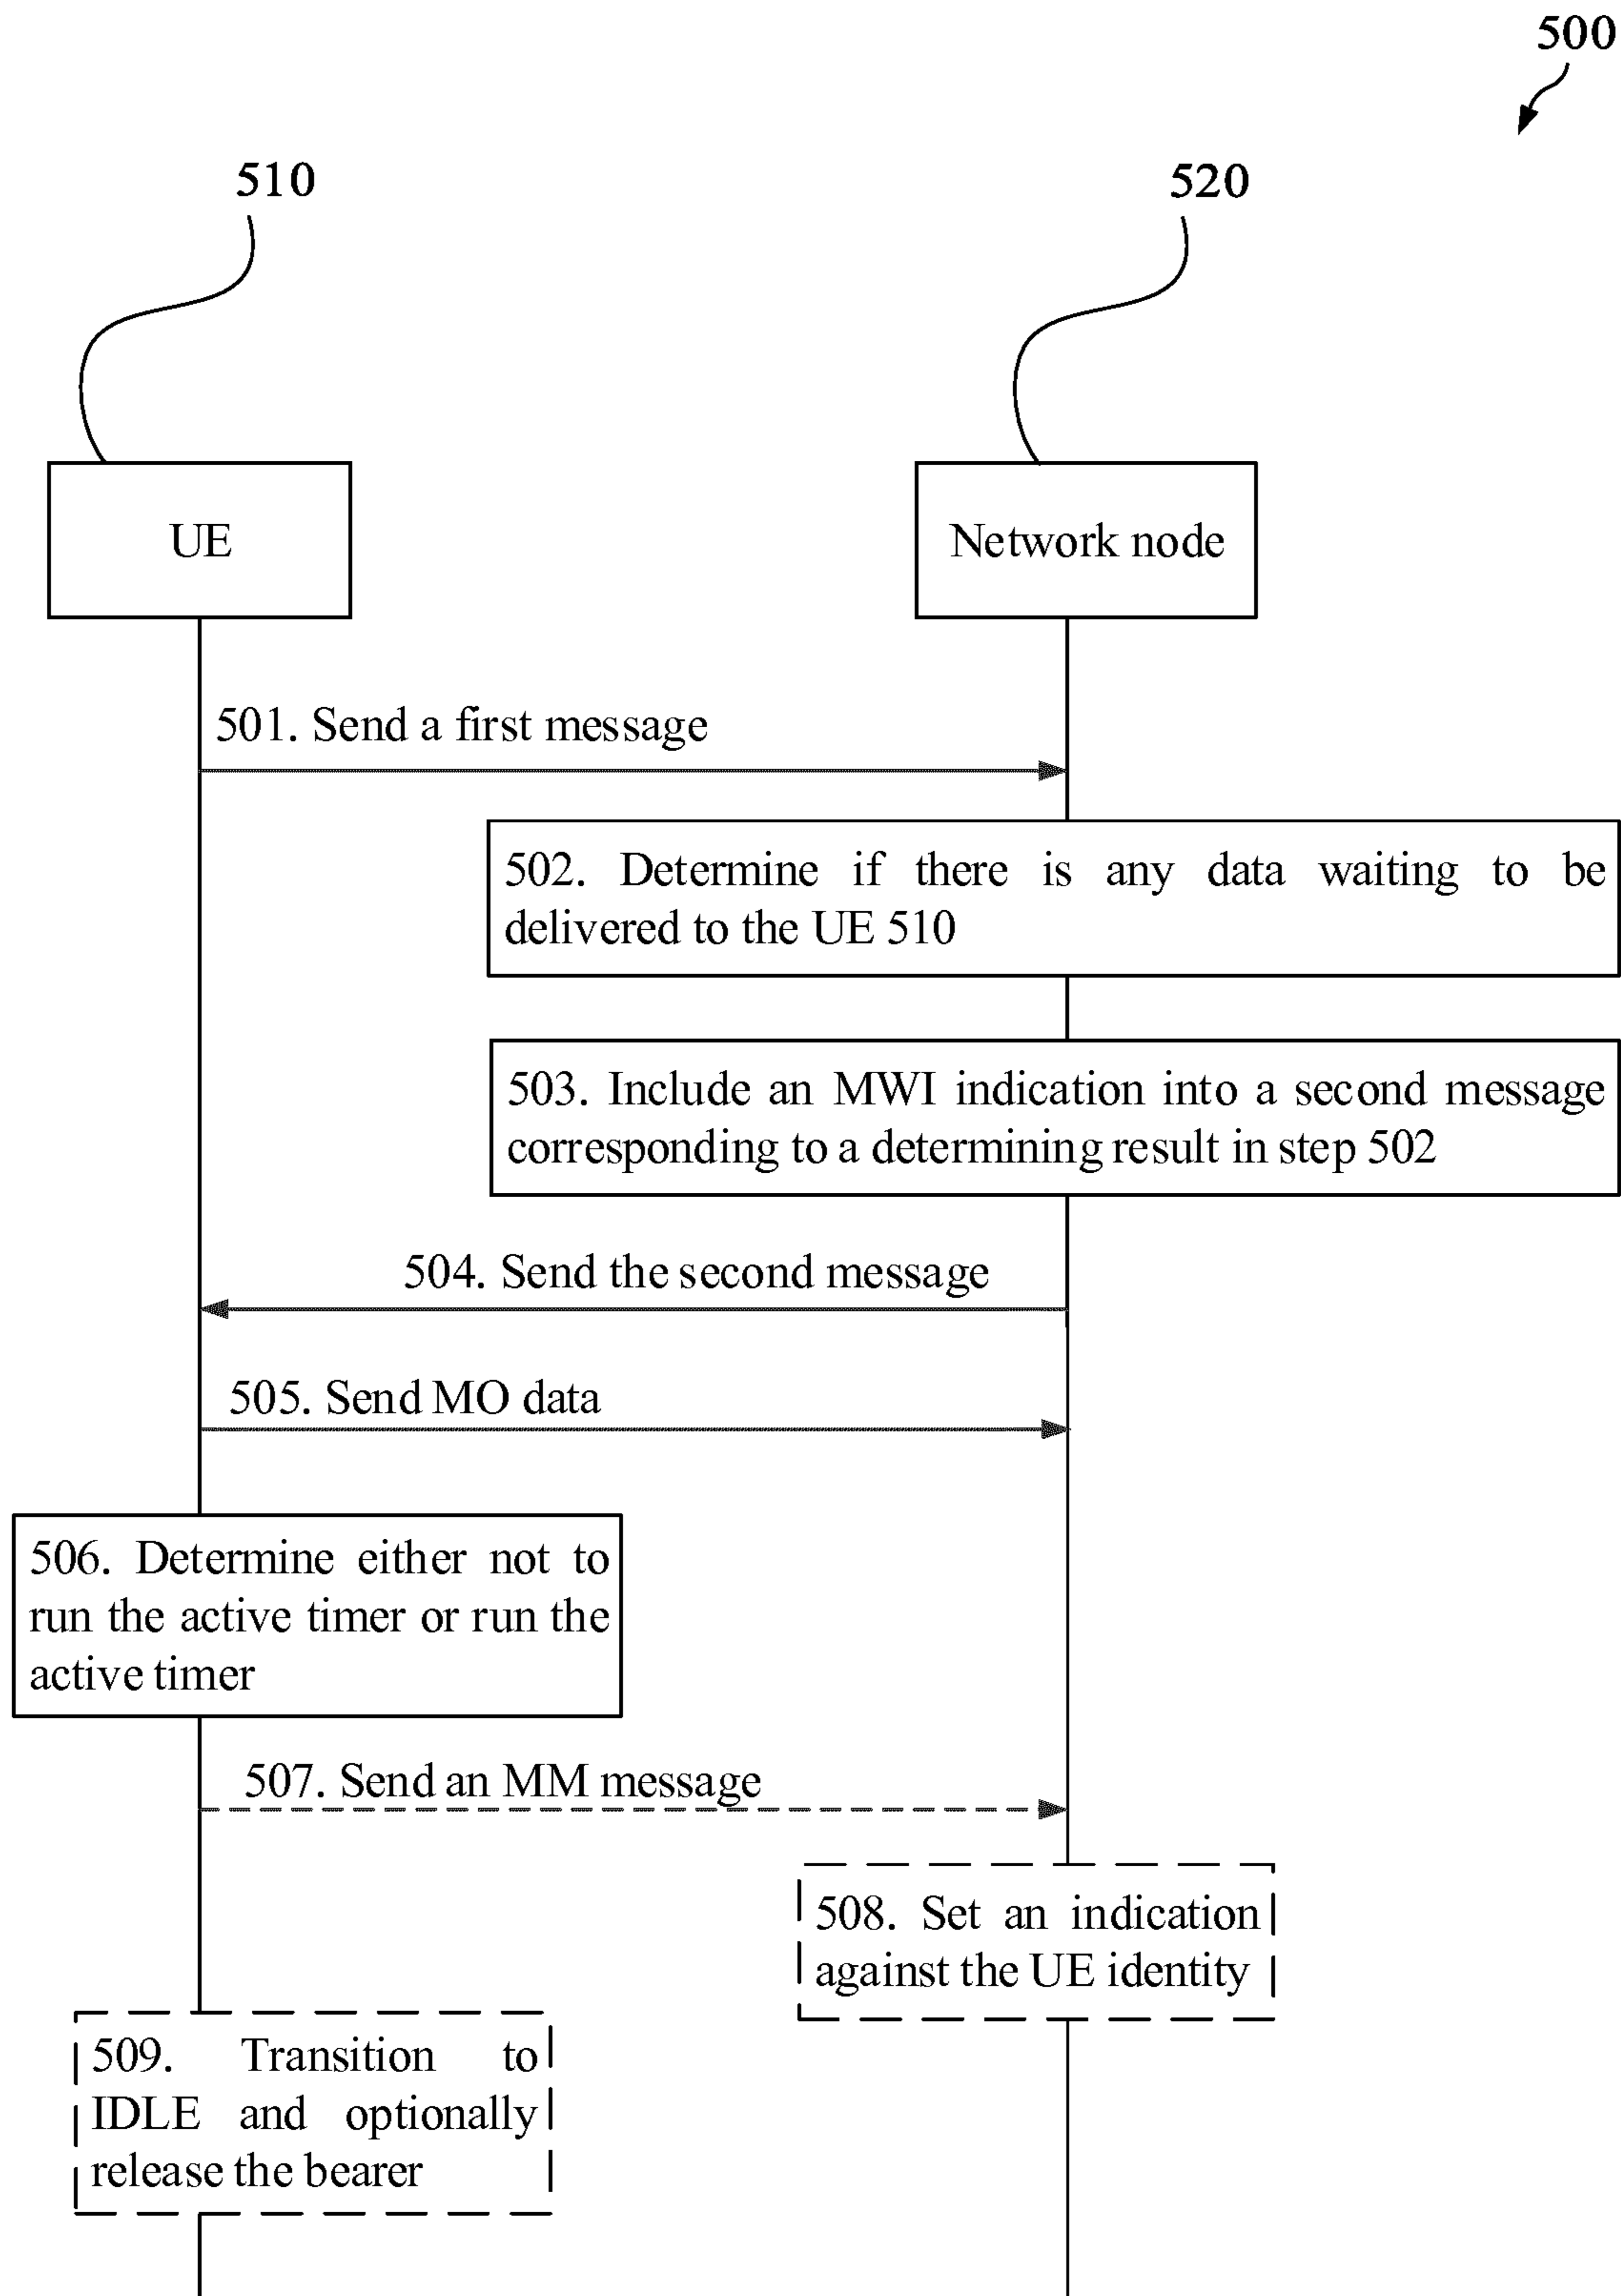 500
510
520
UE
Network node
501. Send a first message
502. Determine if there is any data waiting to be
delivered to the UE 510
503. Include an MWI indication into a second message
corresponding to a determining result in step 502
504. Send the second message
505. Send MO data
506. Determine either not to
run the active timer or run the
active timer
507. Send an MM message
508. Set an indication
against the UE identity
509. Transition to
IDLE and optionally
release the bearer